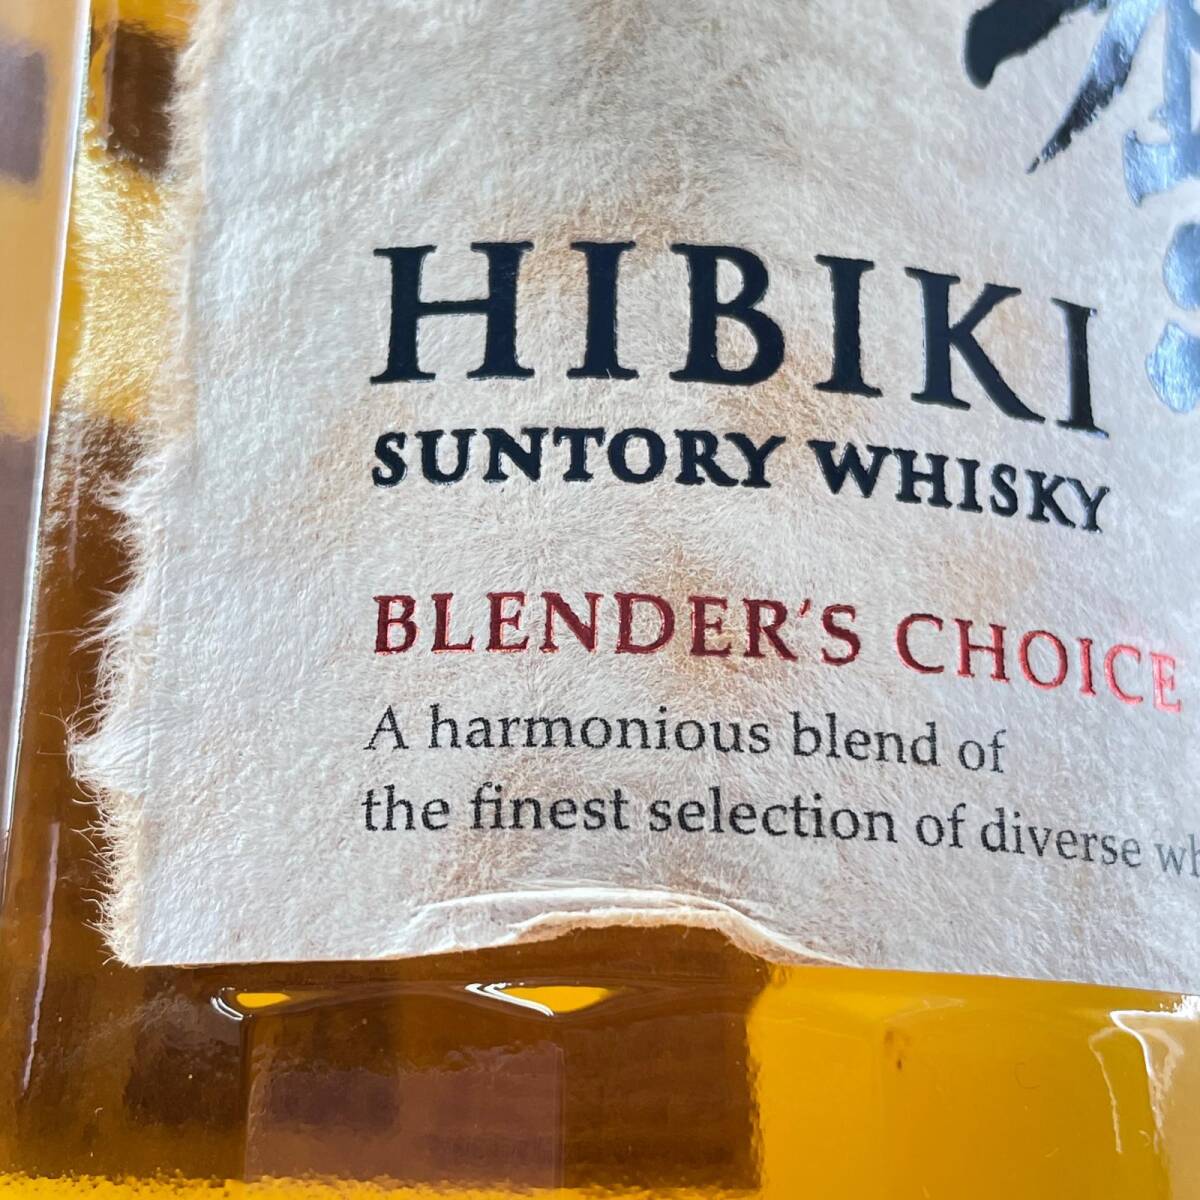 HIBIKI
SUNTORY WHISKY
BLENDER'S CHOICE
A harmonious blend of
the finest selection of diverse